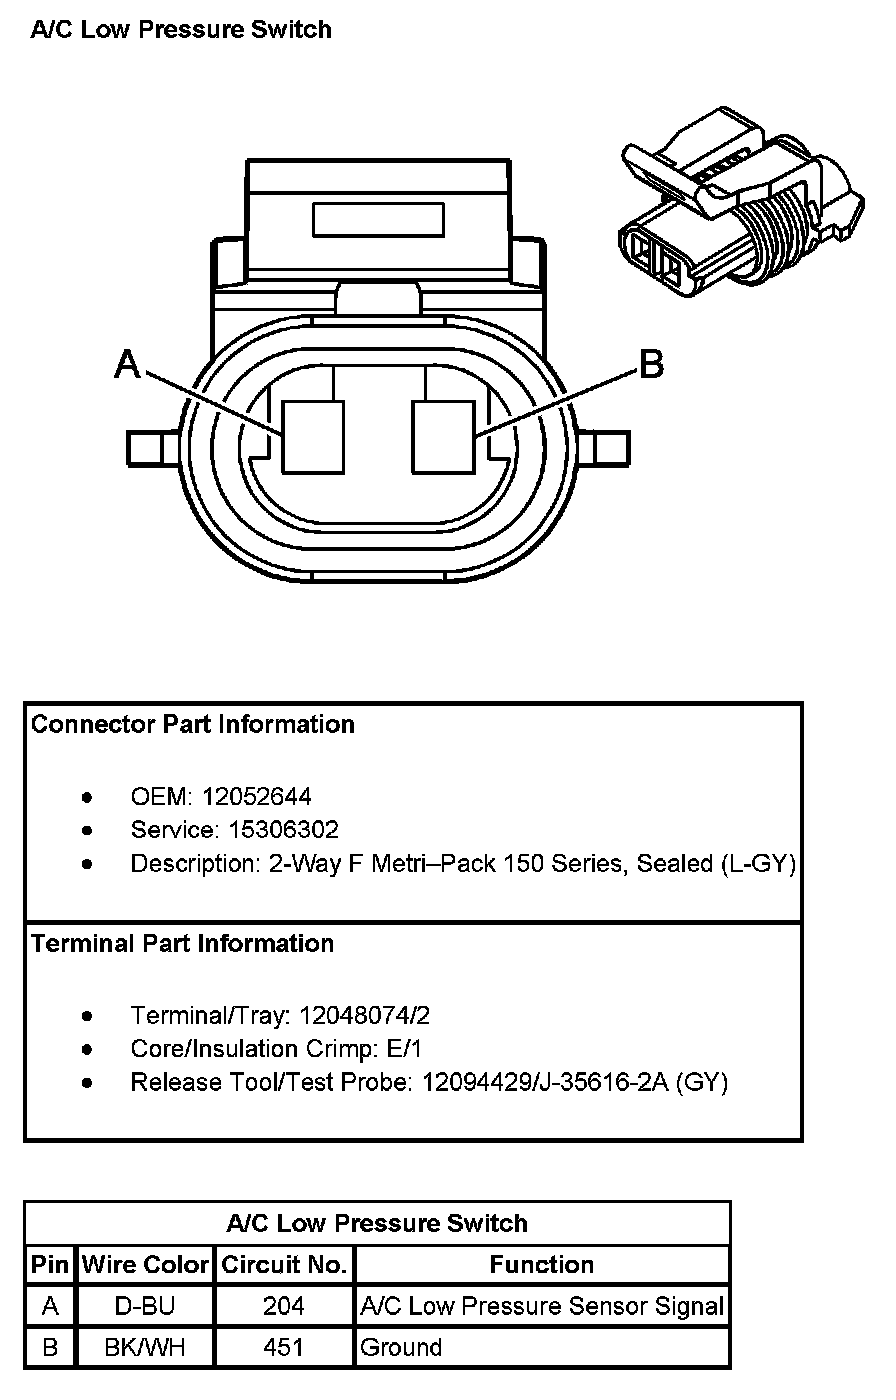 A/C Low Pressure Switch
A
B
Connector Part Information
• OEM: 12052644
• Service: 15306302
• Description: 2-Way F Metri–Pack 150 Series, Sealed (L-GY)
Terminal Part Information
• Terminal/Tray: 12048074/2
• Core/Insulation Crimp: E/1
• Release Tool/Test Probe: 12094429/J-35616-2A (GY)
A/C Low Pressure Switch
Pin Wire Color Circuit No. Function
A D-BU 204 A/C Low Pressure Sensor Signal
B BK/WH 451 Ground